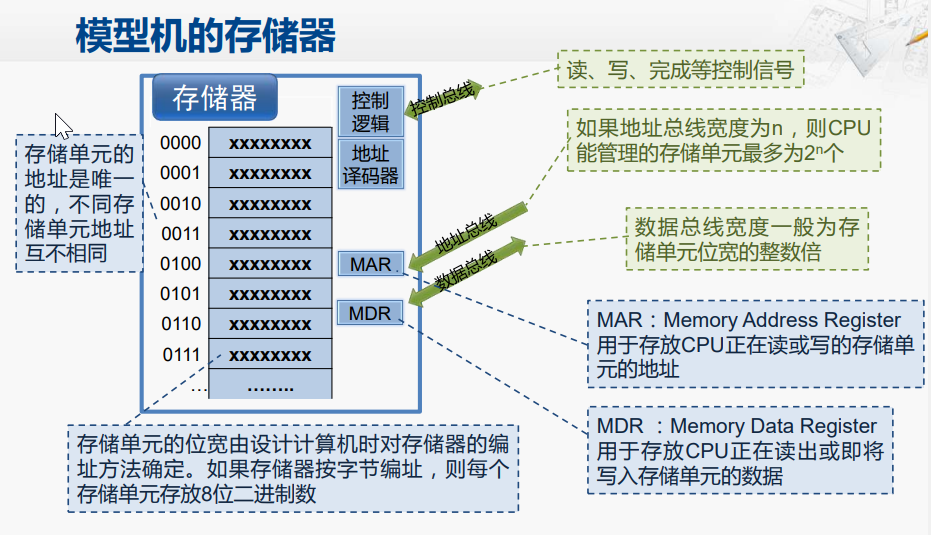 模型机的存储器
存储器
控制
逻辑
控制总线
读、写、完成等控制信号
地址
译码器
如果地址总线宽度为n，则CPU
能管理的存储单元最多为2ⁿ个
0000 xxxxxxxx
0001 xxxxxxxx
0010 xxxxxxxx
0011 xxxxxxxx
0100 xxxxxxxx
0101 xxxxxxxx
0110 xxxxxxxx
0111 xxxxxxxx
... ........
存储单元的
地址是唯一
的，不同存
储单元地址
互不相同
地址总线
数据总线
数据总线宽度一般为存
储单元位宽的整数倍
MAR
MDR
MAR：Memory Address Register
用于存放CPU正在读或写的存储单
元的地址
MDR ：Memory Data Register
用于存放CPU正在读出或即将
写入存储单元的数据
存储单元的位宽由设计计算机时对存储器的编
址方法确定。如果存储器按字节编址，则每个
存储单元存放8位二进制数